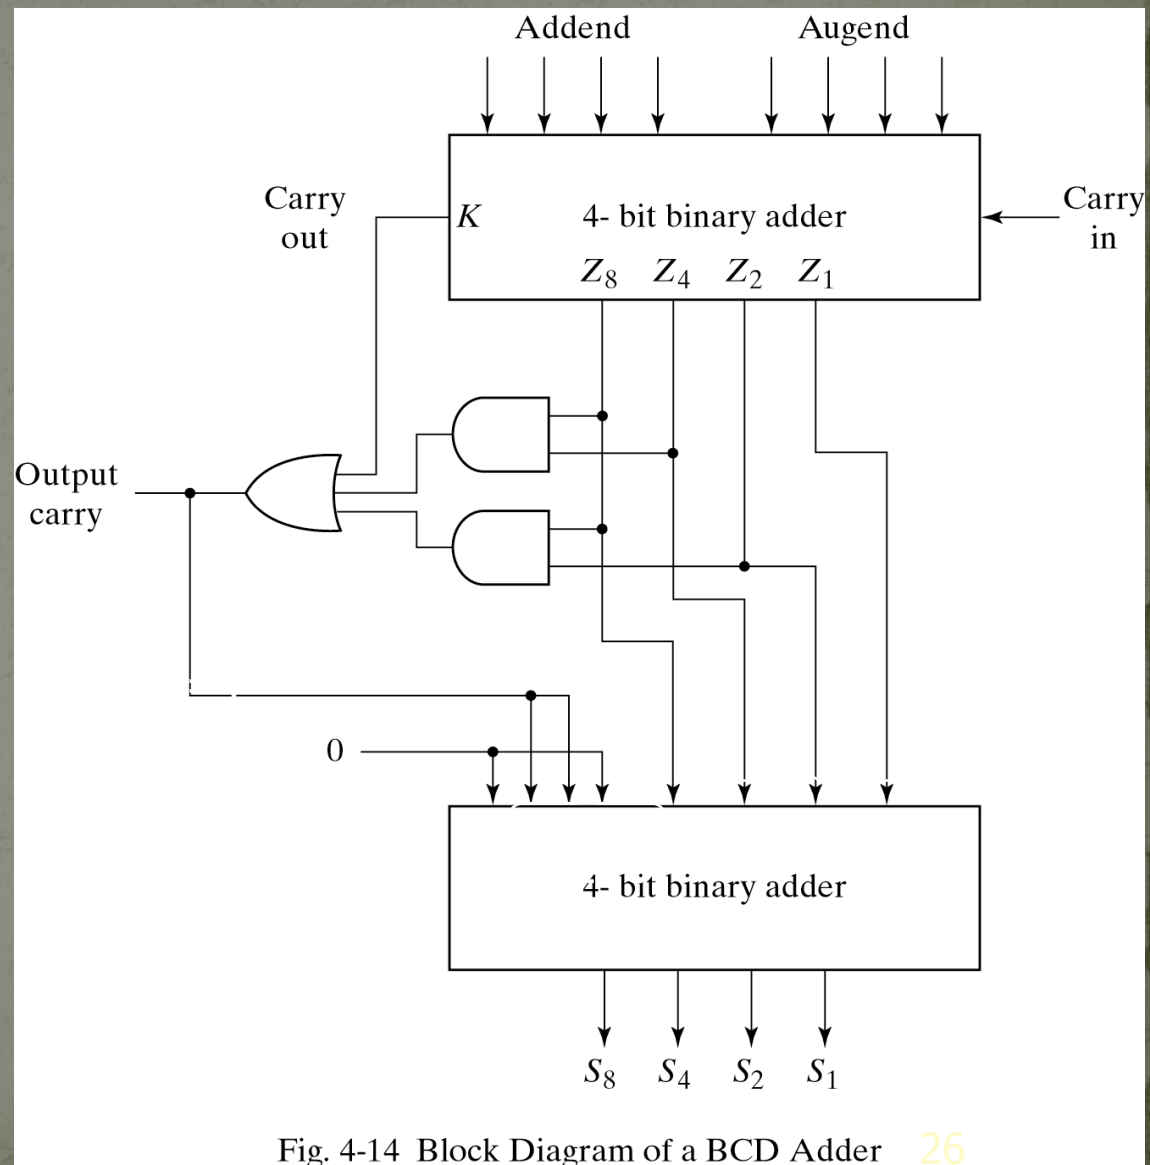 Addend Augend
Carry out
K 4- bit binary adder
Carry in
Z8 Z4 Z2 Z1
Output carry
0
4- bit binary adder
S8 S4 S2 S1
Fig. 4-14 Block Diagram of a BCD Adder 26